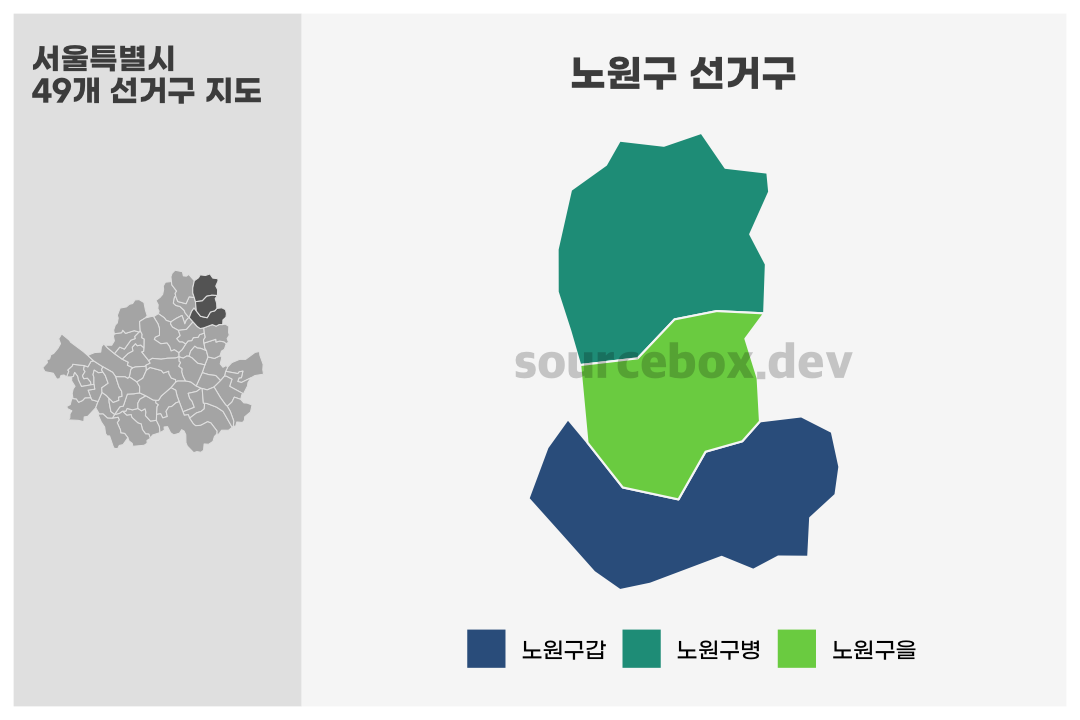 서울특별시
49개 선거구 지도
노원구 선거구
sourcebox.dev
노원구갑
노원구병
노원구을